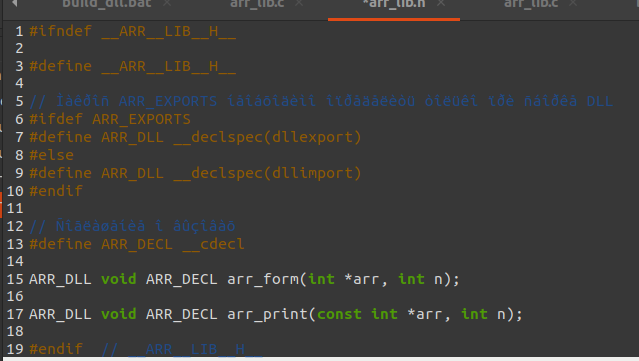 build_dll.bat × arr_lib.c × *arr_lib.h × arr_lib.c ×
1 #ifndef __ARR__LIB__H__
2
3 #define __ARR__LIB__H__
4
5 // Ìàêðîñ ARR_EXPORTS íåîáõîäèìî îïðåäåëèòü òîëüêî ïðè ñáîðêå DLL
6 #ifdef ARR_EXPORTS
7 #define ARR_DLL __declspec(dllexport)
8 #else
9 #define ARR_DLL __declspec(dllimport)
10 #endif
11
12 // Ñîãëàøåíèå î âûçîâàõ
13 #define ARR_DECL __cdecl
14
15 ARR_DLL void ARR_DECL arr_form(int *arr, int n);
16
17 ARR_DLL void ARR_DECL arr_print(const int *arr, int n);
18
19 #endif // __ARR__LIB__H__